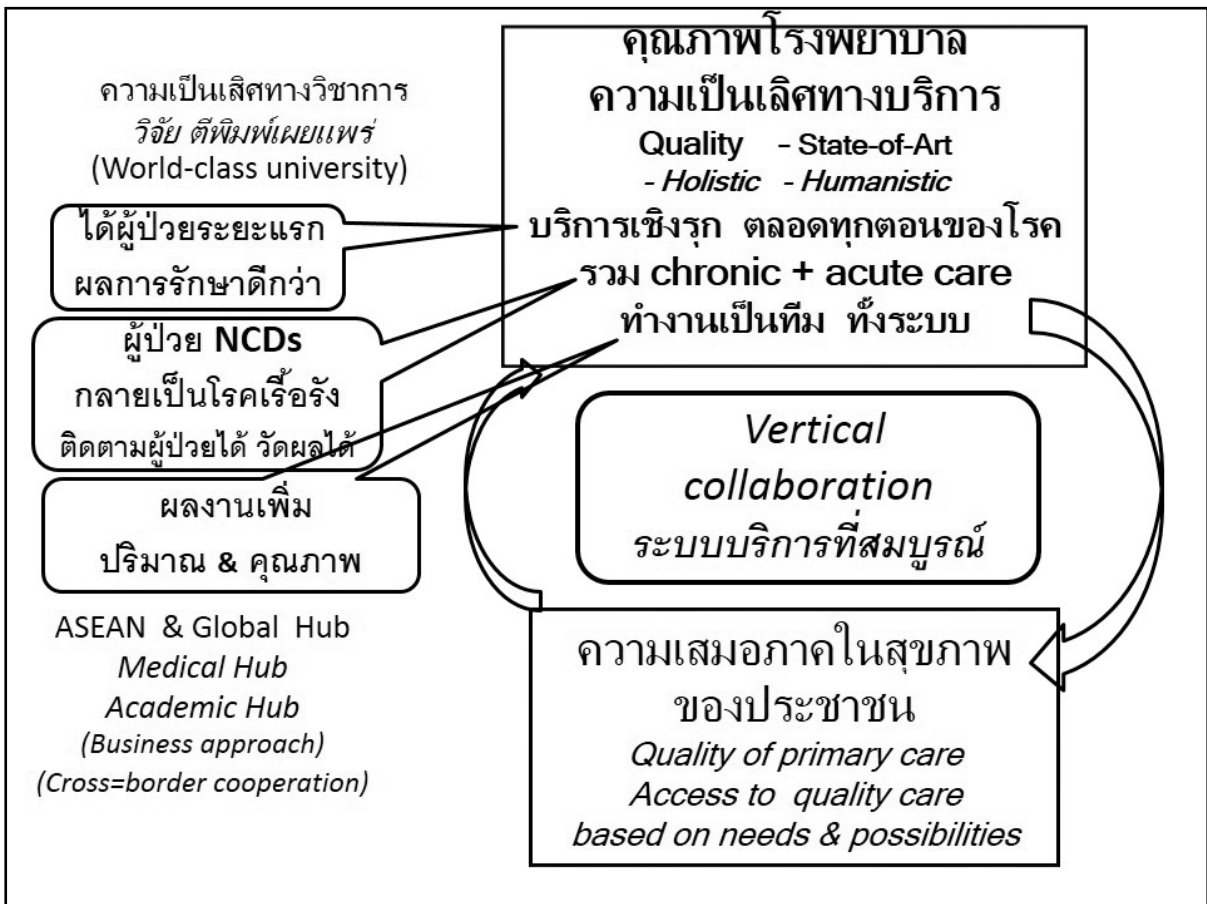 ความเป็นเลิศทางวิชาการ
วิจัย ตีพิมพ์เผยแพร่
(World-class university)
ได้ผู้ป่วยระยะแรก
ผลการรักษาดีกว่า
ผู้ป่วย NCDs
กลายเป็นโรคเรื้อรัง
ติดตามผู้ป่วยได้ วัดผลได้
ผลงานเพิ่ม
ปริมาณ & คุณภาพ
ASEAN & Global Hub
Medical Hub
Academic Hub
(Business approach)
(Cross=border cooperation)
คุณภาพโรงพยาบาล
ความเป็นเลิศทางบริการ
Quality - State-of-Art
- Holistic - Humanistic
บริการเชิงรุก ตลอดทุกตอนของโรค
รวม chronic + acute care
ทำงานเป็นทีม ทั้งระบบ
Vertical
collaboration
ระบบบริการที่สมบูรณ์
ความเสมอภาคในสุขภาพ
ของประชาชน
Quality of primary care
Access to quality care
based on needs & possibilities